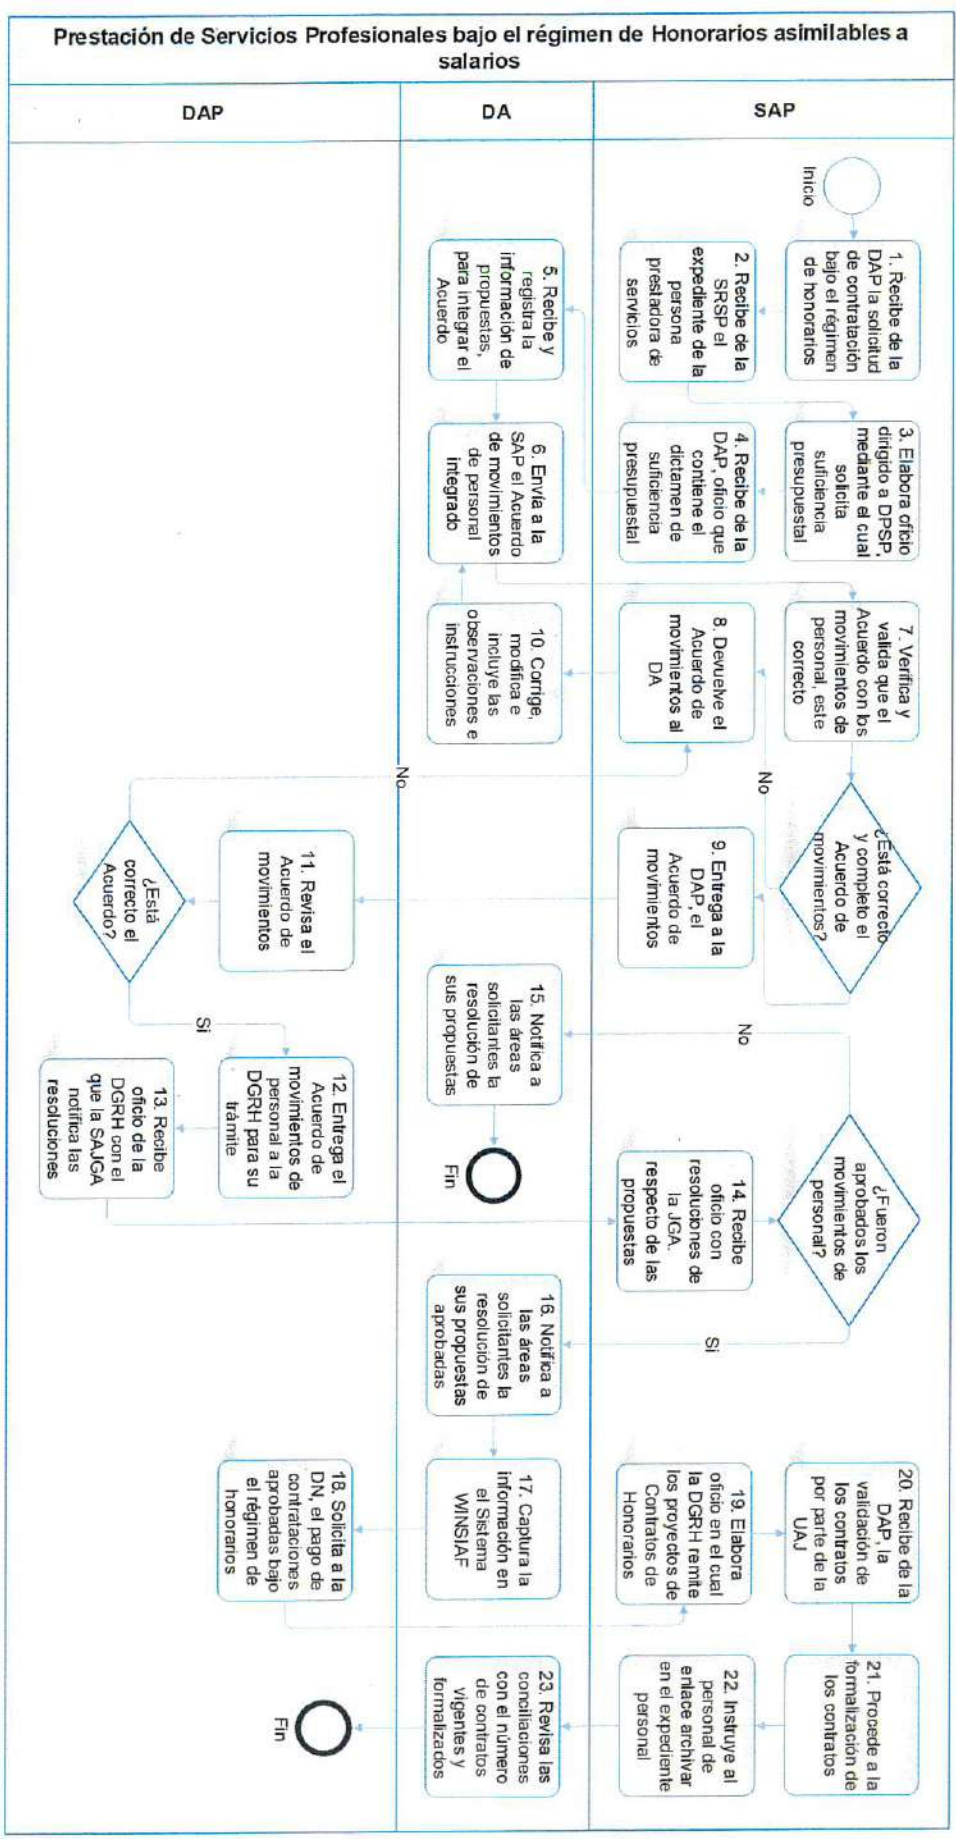 Prestación de Servicios Profesionales bajo el régimen de Honorarios asimilables a
salarios
DAP
DA
SAP
Inicio
1. Recibe de la
DAP la solicitud
de contratación
bajo el régimen
de honorarios
2. Recibe de la
SRSP el
expediente de la
persona
prestadora de
servicios
3. Elabora oficio
dirigido a DPSP,
mediante el cual
solicita
suficiencia
presupuestal
4. Recibe de la
DAP, oficio que
contiene el
dictamen de
suficiencia
presupuestal
5. Recibe y
registra la
información de
propuestas,
para integrar el
Acuerdo
6. Envía a la
SAP el Acuerdo
de movimientos
de personal
integrado
7. Verifica y
valida que el
Acuerdo con los
movimientos de
personal, este
correcto
¿Está correcto
y completo el
Acuerdo de
movimientos?
No
8. Devuelve el
Acuerdo de
movimientos al
DA
9. Entrega a la
DAP, el
Acuerdo de
movimientos
10. Corrige,
modifica e
incluye las
observaciones e
instrucciones
11. Revisa el
Acuerdo de
movimientos
¿Está
correcto el
Acuerdo?
No
Si
12. Entrega el
Acuerdo de
movimientos de
personal a la
DGRH para su
trámite
13. Recibe
oficio de la
DGRH con el
que la SAJGA
notifica las
resoluciones
14. Recibe
oficio con
resoluciones de
la JGA.
respecto de las
propuestas
¿Fueron
aprobados los
movimientos de
personal?
No
Si
15. Notifica a
las áreas
solicitantes la
resolución de
sus propuestas
Fin
16. Notifica a
las áreas
solicitantes la
resolución de
sus propuestas
aprobadas
17. Captura la
información en
el Sistema
WINSIAF
18. Solicita a la
DN, el pago de
contrataciones
aprobadas bajo
el régimen de
honorarios
19. Elabora
oficio en el cual
la DGRH remite
los proyectos de
Contratos de
Honorarios
20. Recibe de la
DAP, la
validación de
los contratos
por parte de la
UAJ
21. Procede a la
formalización de
los contratos
22. Instruye al
personal de
enlace archivar
en el expediente
personal
23. Revisa las
conciliaciones
con el número
de contratos
vigentes y
formalizados
Fin